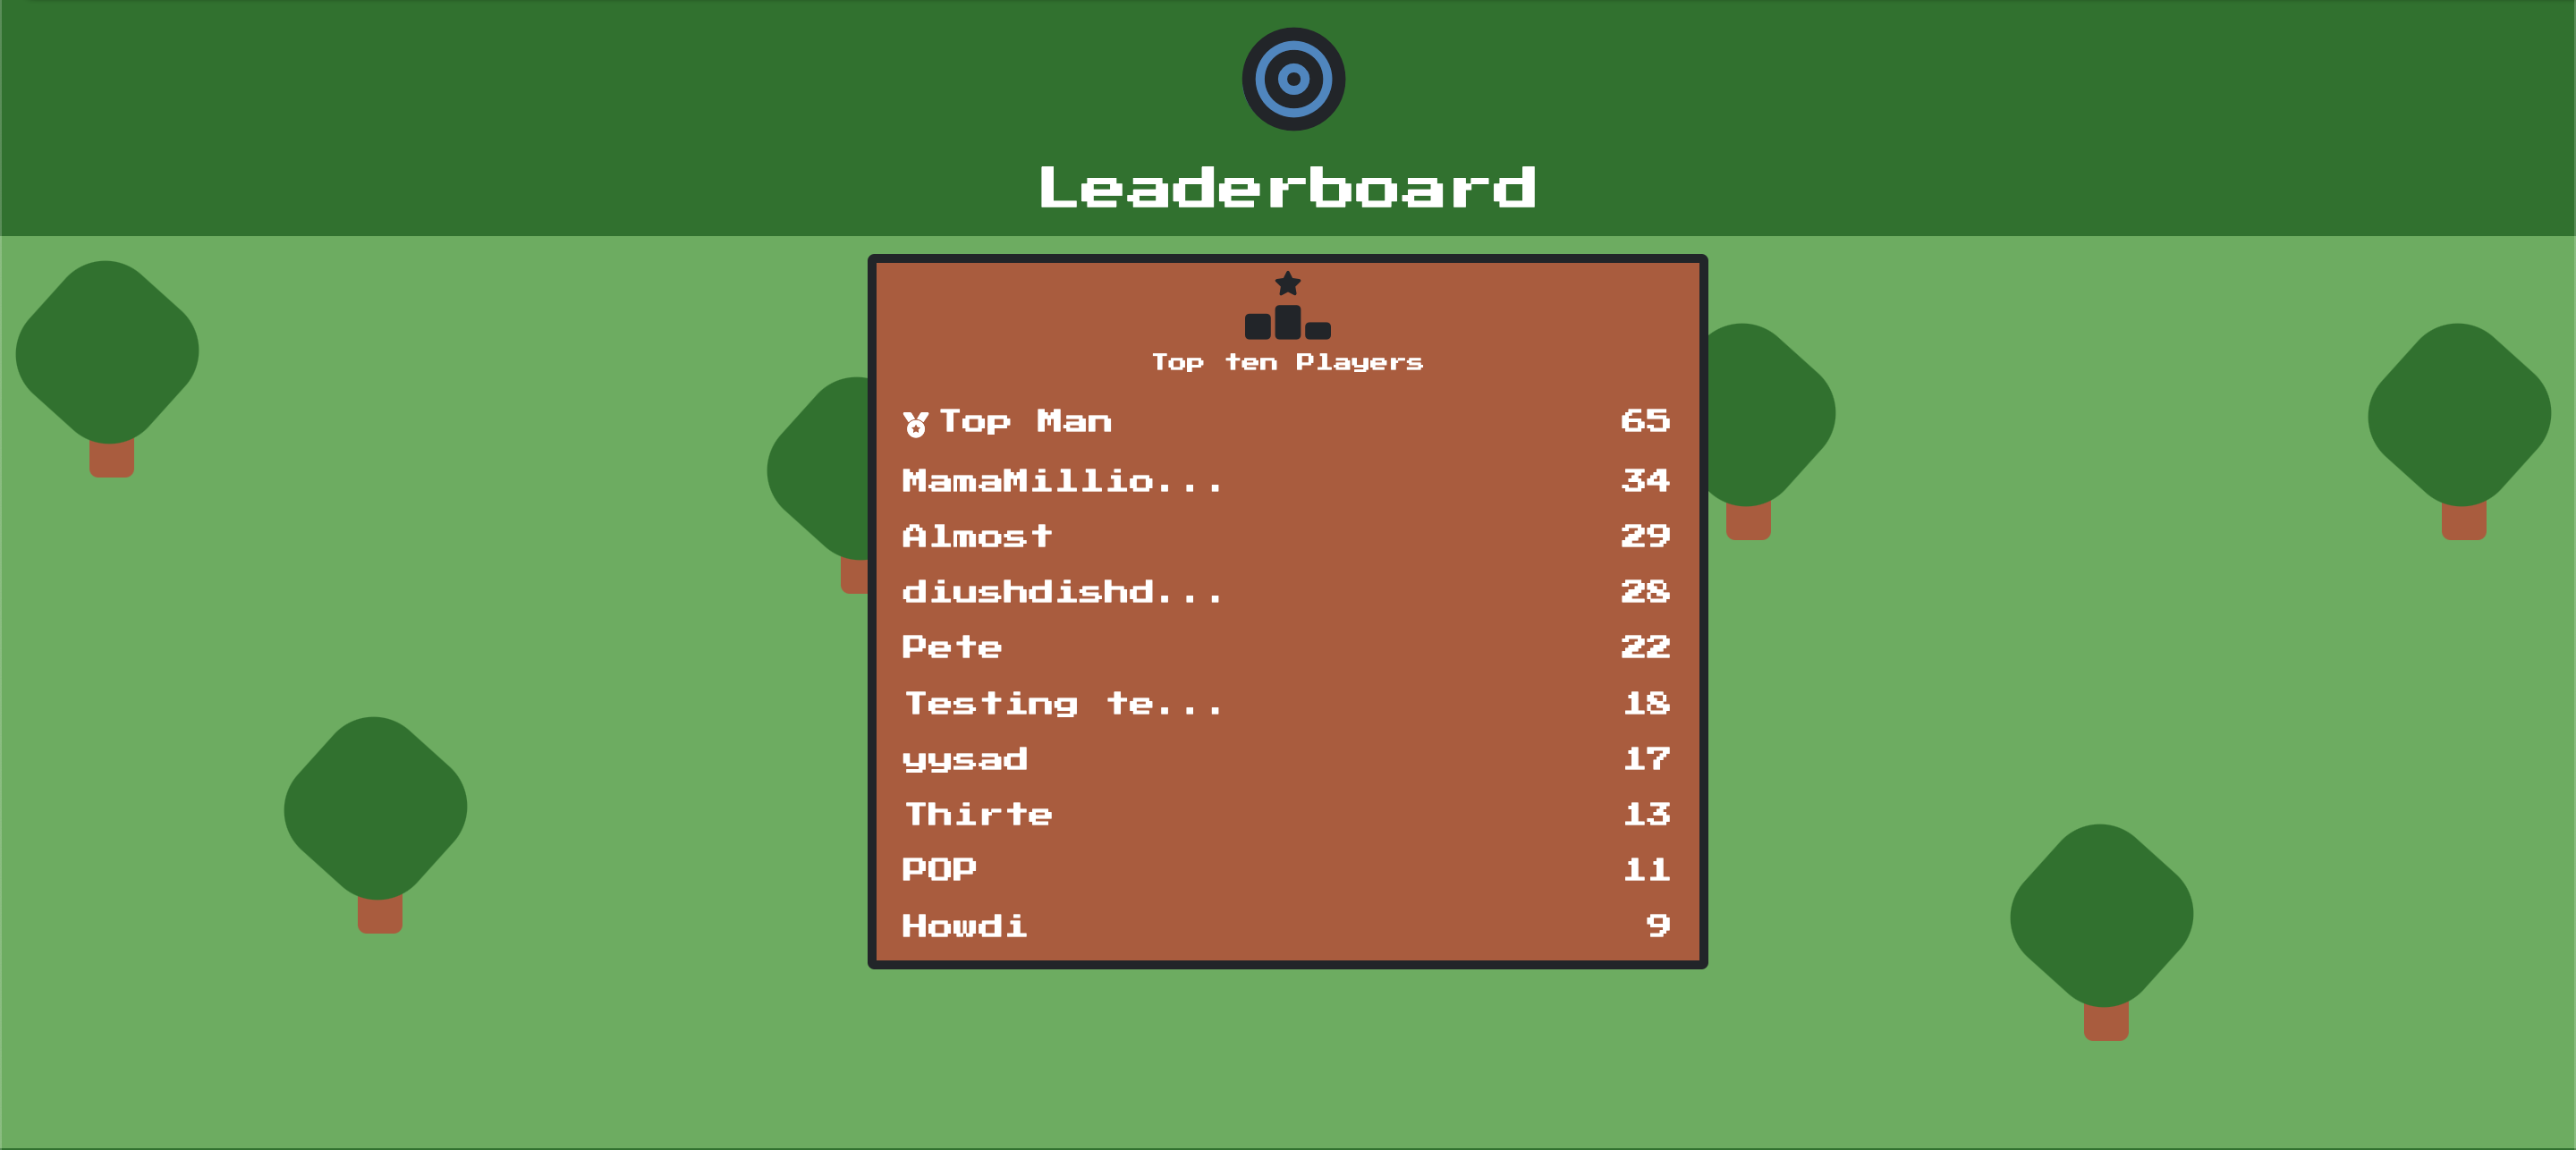 Leaderboard
Top ten Players
Top Man 65
MamaMillio... 34
Almost 29
diushdishd... 28
Pete 22
Testing te... 18
yysad 17
Thirte 13
POP 11
Howdi 9